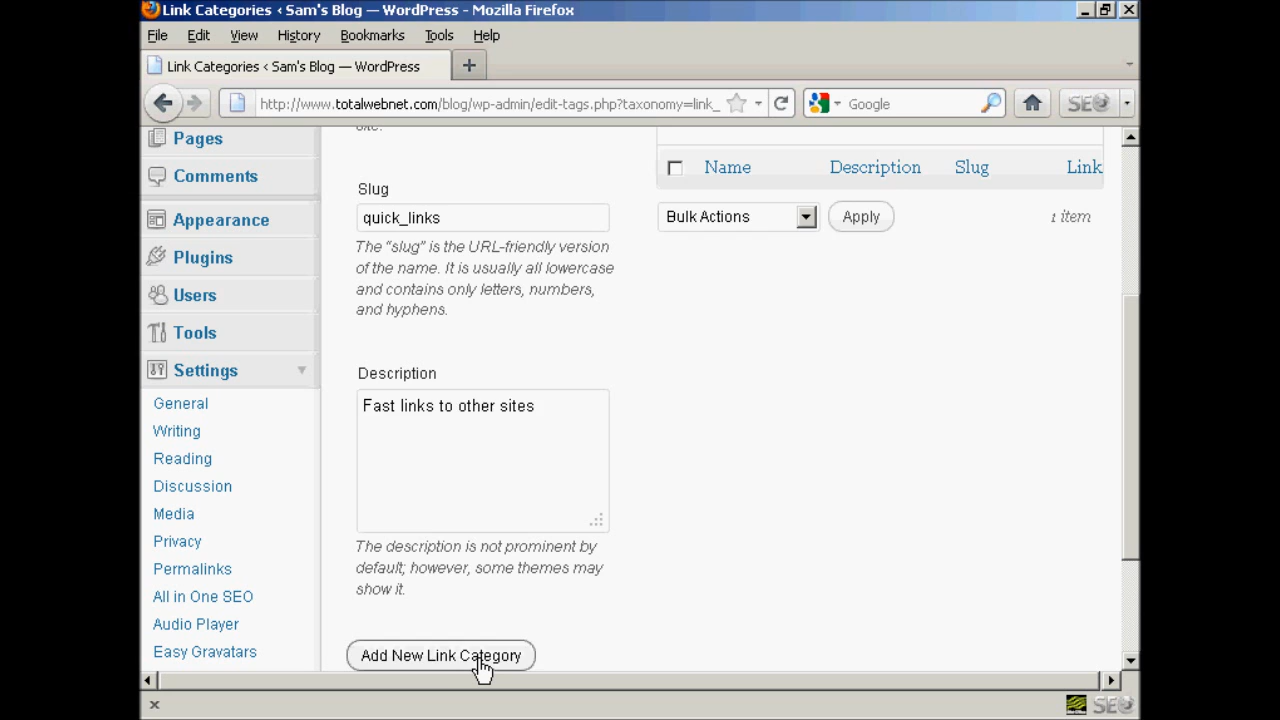 Link Categories ‹ Sam's Blog — WordPress - Mozilla Firefox
File Edit View History Bookmarks Tools Help
Link Categories ‹ Sam's Blog — WordPress
http://www.totalwebnet.com/blog/wp-admin/edit-tags.php?taxonomy=link_
Google
SEO
site.
Pages
Comments
Appearance
Plugins
Users
Tools
Settings
General
Writing
Reading
Discussion
Media
Privacy
Permalinks
All in One SEO
Audio Player
Easy Gravatars
Slug
quick_links
The "slug" is the URL-friendly version
of the name. It is usually all lowercase
and contains only letters, numbers,
and hyphens.
Description
Fast links to other sites
The description is not prominent by
default; however, some themes may
show it.
Add New Link Category
Name Description Slug Link
Bulk Actions Apply 1 item
SEO